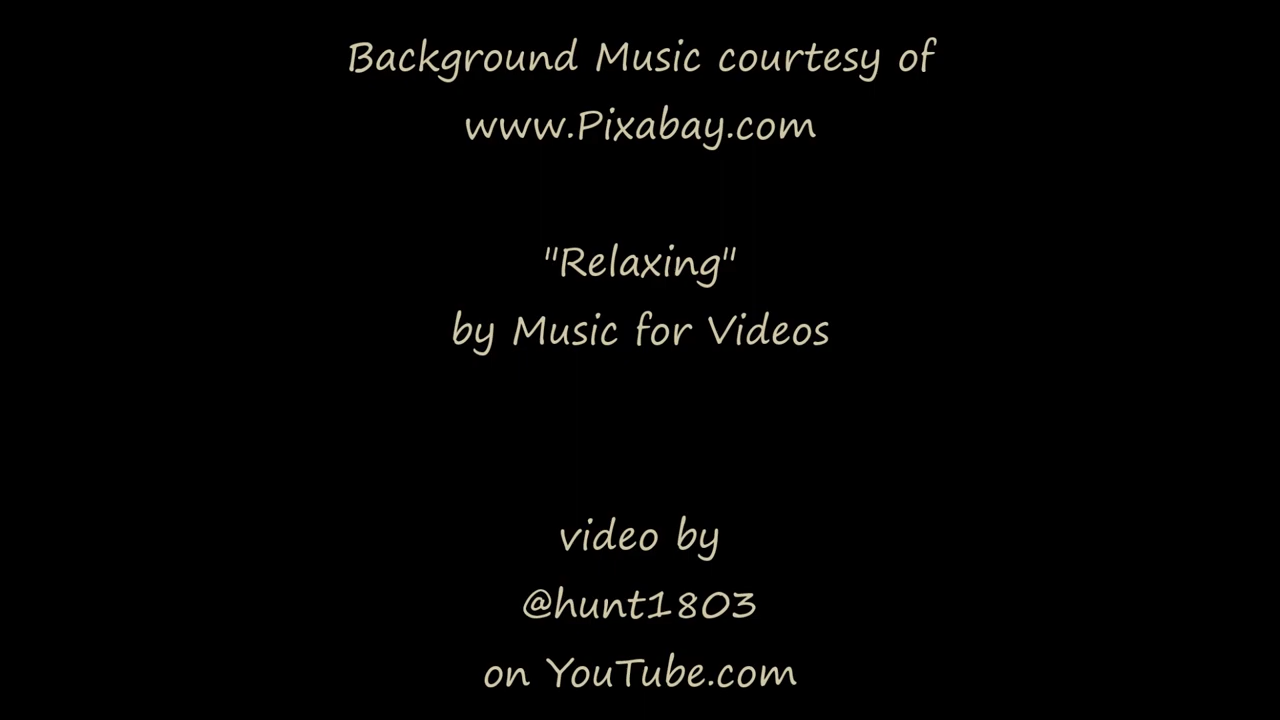 Background Music courtesy of
www.Pixabay.com
"Relaxing"
by Music for Videos
video by
@hunt1803
on YouTube.com